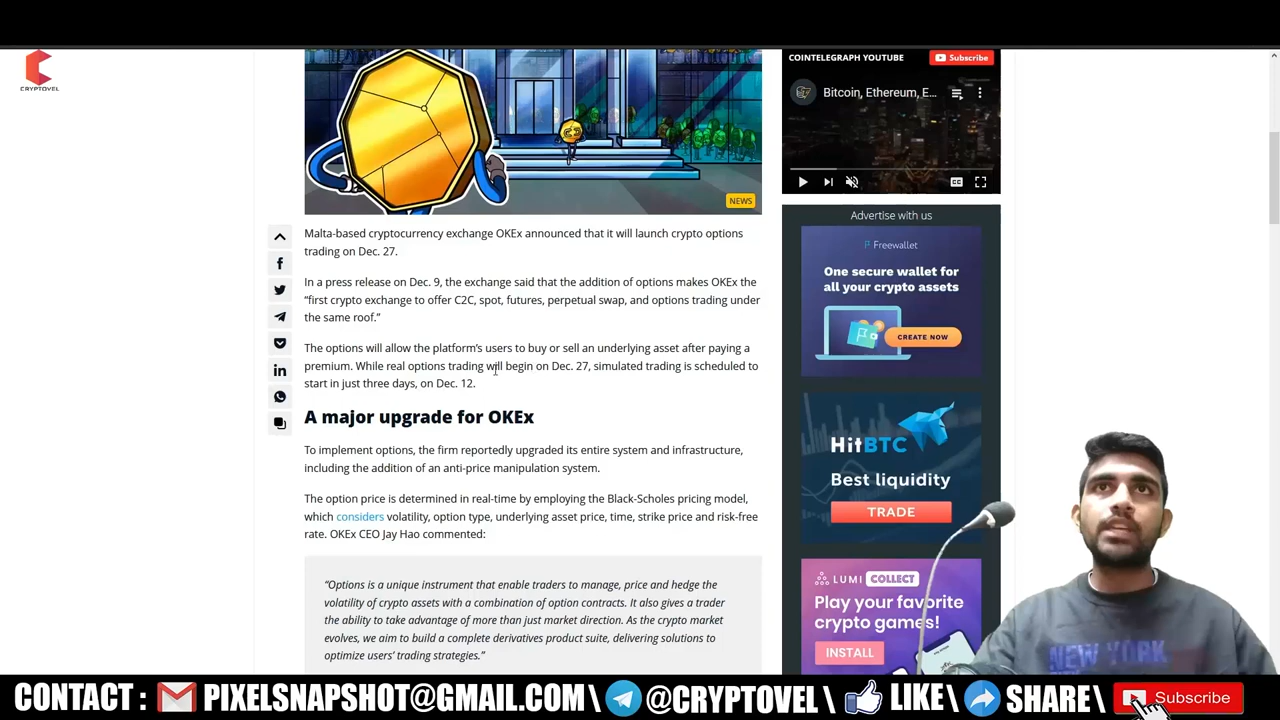 CRYPTOVEL
NEWS
Malta-based cryptocurrency exchange OKEx announced that it will launch crypto options
trading on Dec. 27.
In a press release on Dec. 9, the exchange said that the addition of options makes OKEx the
“first crypto exchange to offer C2C, spot, futures, perpetual swap, and options trading under
the same roof.”
The options will allow the platform’s users to buy or sell an underlying asset after paying a
premium. While real options trading will begin on Dec. 27, simulated trading is scheduled to
start in just three days, on Dec. 12.
A major upgrade for OKEx
To implement options, the firm reportedly upgraded its entire system and infrastructure,
including the addition of an anti-price manipulation system.
The option price is determined in real-time by employing the Black-Scholes pricing model,
which considers volatility, option type, underlying asset price, time, strike price and risk-free
rate. OKEx CEO Jay Hao commented:
“Options is a unique instrument that enable traders to manage, price and hedge the
volatility of crypto assets with a combination of option contracts. It also gives a trader
the ability to take advantage of more than just market direction. As the crypto market
evolves, we aim to build a complete derivatives product suite, delivering solutions to
optimize users’ trading strategies.”
COINTELEGRAPH YOUTUBE
Subscribe
Bitcoin, Ethereum, E...
CC
Advertise with us
Freewallet
One secure wallet for
all your crypto assets
CREATE NOW
HitBTC
Best liquidity
TRADE
LUMI COLLECT
Play your favorite
crypto games!
INSTALL
NEW YORK
CONTACT : PIXELSNAPSHOT@GMAIL.COM \ @CRYPTOVEL \ LIKE \ SHARE \ Subscribe